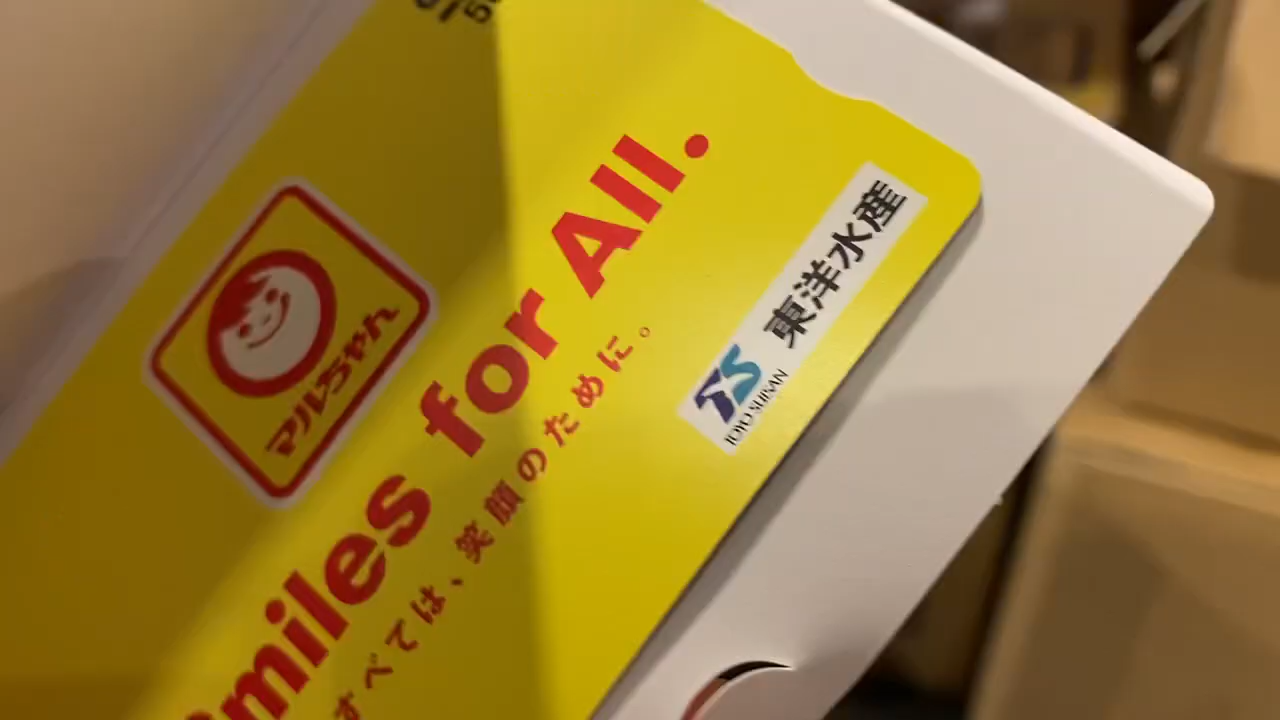 マルちゃん
Smiles for All.
すべては、笑顔のために。
東洋水産
TOYO SUISAN